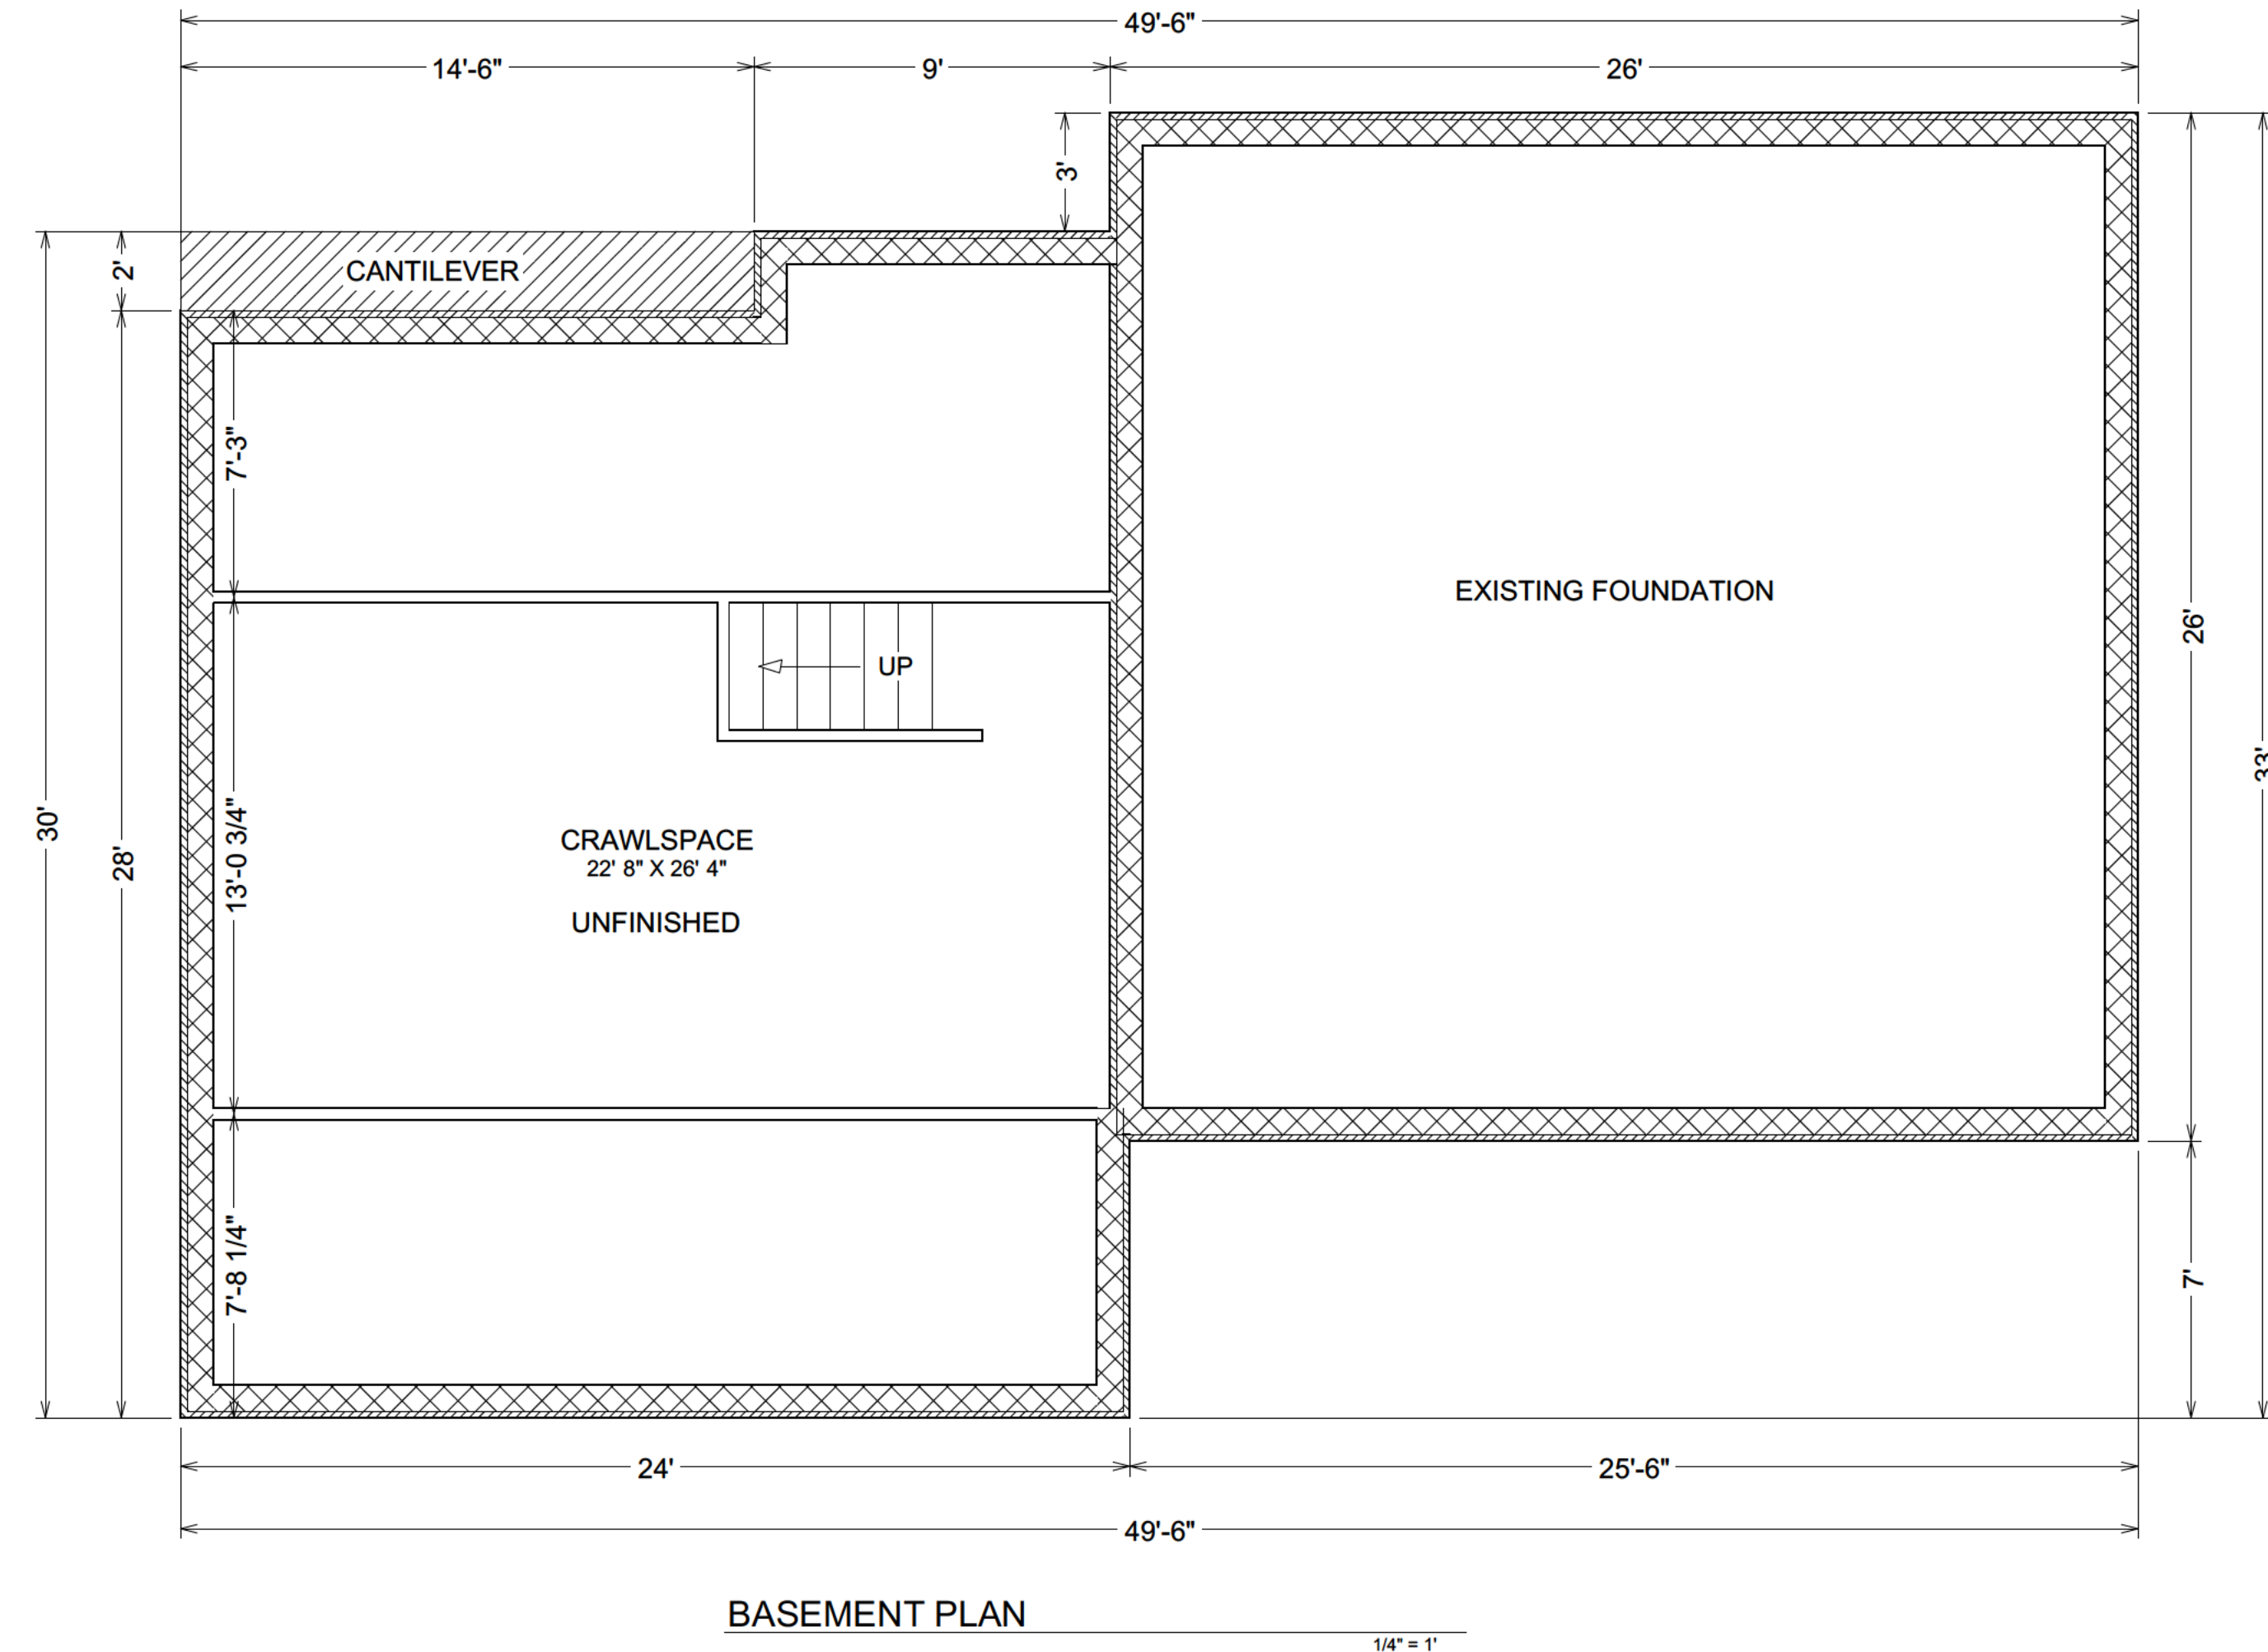 49'-6"
14'-6"
9'
26'
3'
2'
CANTILEVER
7'-3"
EXISTING FOUNDATION
26'
UP
33'
30'
28'
13'-0 3/4"
CRAWLSPACE
22' 8" X 26' 4"
UNFINISHED
7'-8 1/4"
7'
24'
25'-6"
49'-6"
BASEMENT PLAN
1/4" = 1'